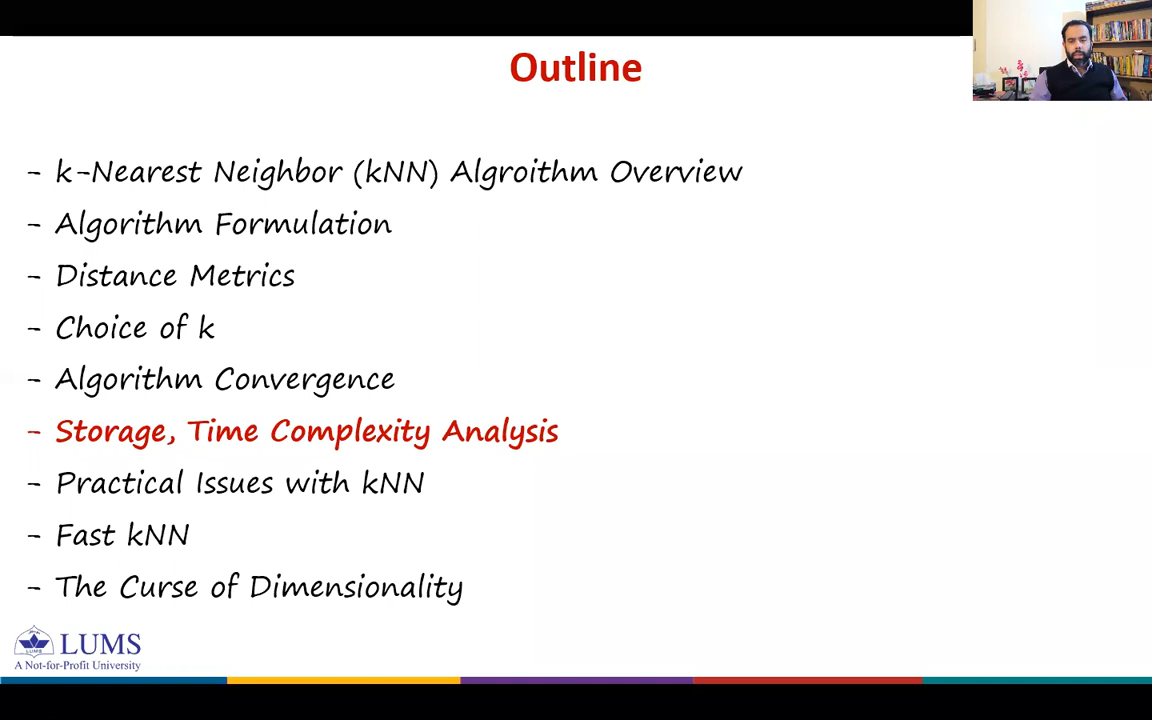 Outline
- k-Nearest Neighbor (kNN) Algroithm Overview
- Algorithm Formulation
- Distance Metrics
- Choice of k
- Algorithm Convergence
- Storage, Time Complexity Analysis
- Practical Issues with kNN
- Fast kNN
- The Curse of Dimensionality
LUMS
LUMS
A Not-for-Profit University